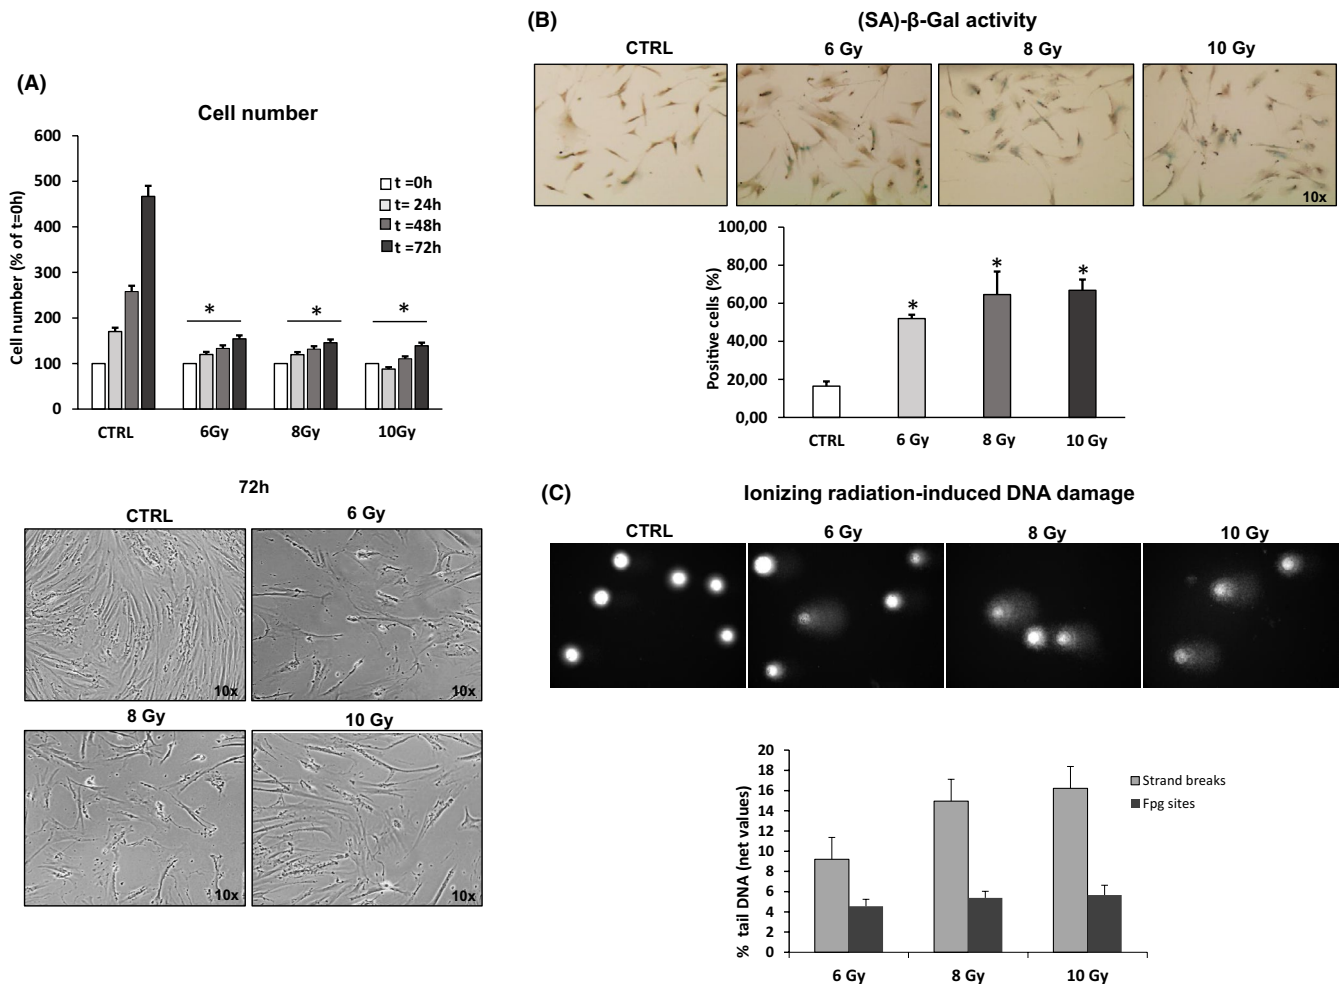 (A)
Cell number
600
500
400
300
200
100
0
Cell number (% of t=0h)
t =0h
t= 24h
t =48h
t =72h
*
*
*
CTRL
6Gy
8Gy
10Gy
72h
CTRL
6 Gy
10x
10x
8 Gy
10 Gy
10x
10x
(B)
(SA)-β-Gal activity
CTRL
6 Gy
8 Gy
10 Gy
10x
100,00
80,00
60,00
40,00
20,00
0,00
Positive cells (%)
*
*
*
CTRL
6 Gy
8 Gy
10 Gy
(C)
Ionizing radiation-induced DNA damage
CTRL
6 Gy
8 Gy
10 Gy
20
18
16
14
12
10
8
6
4
2
0
% tail DNA (net values)
Strand breaks
Fpg sites
6 Gy
8 Gy
10 Gy